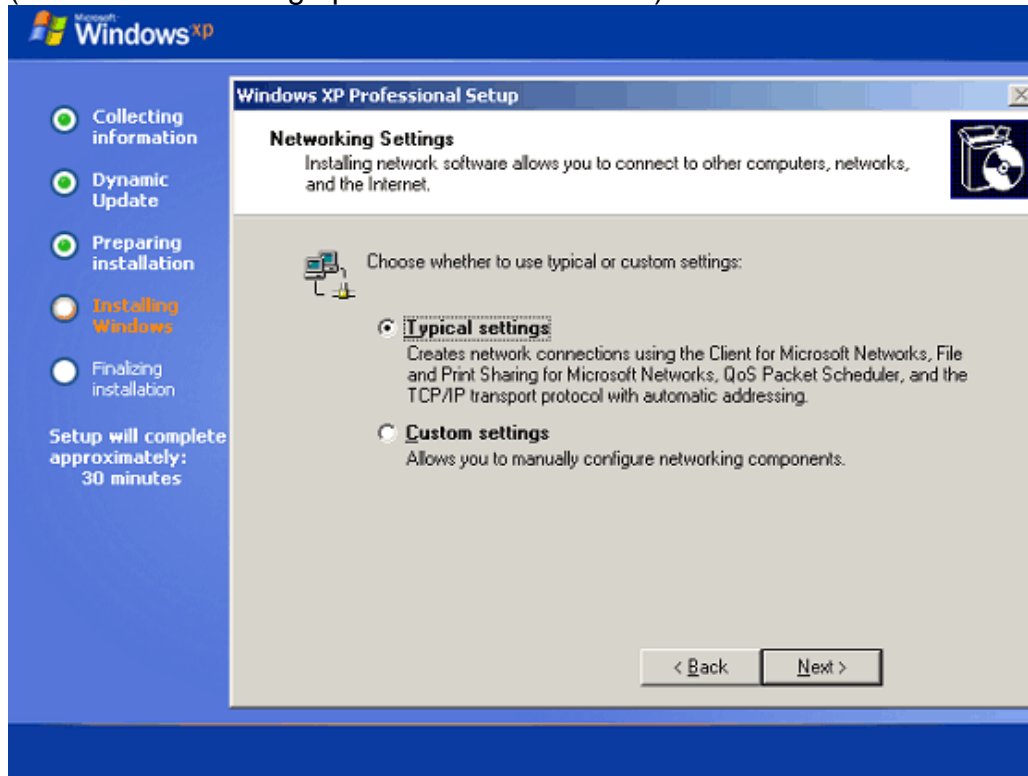 Microsoft
Windows xp
Collecting
information
Dynamic
Update
Preparing
installation
Installing
Windows
Finalizing
installation
Setup will complete
approximately:
30 minutes
Windows XP Professional Setup
Networking Settings
Installing network software allows you to connect to other computers, networks,
and the Internet.
Choose whether to use typical or custom settings:
Typical settings
Creates network connections using the Client for Microsoft Networks, File
and Print Sharing for Microsoft Networks, QoS Packet Scheduler, and the
TCP/IP transport protocol with automatic addressing.
Custom settings
Allows you to manually configure networking components.
< Back
Next >